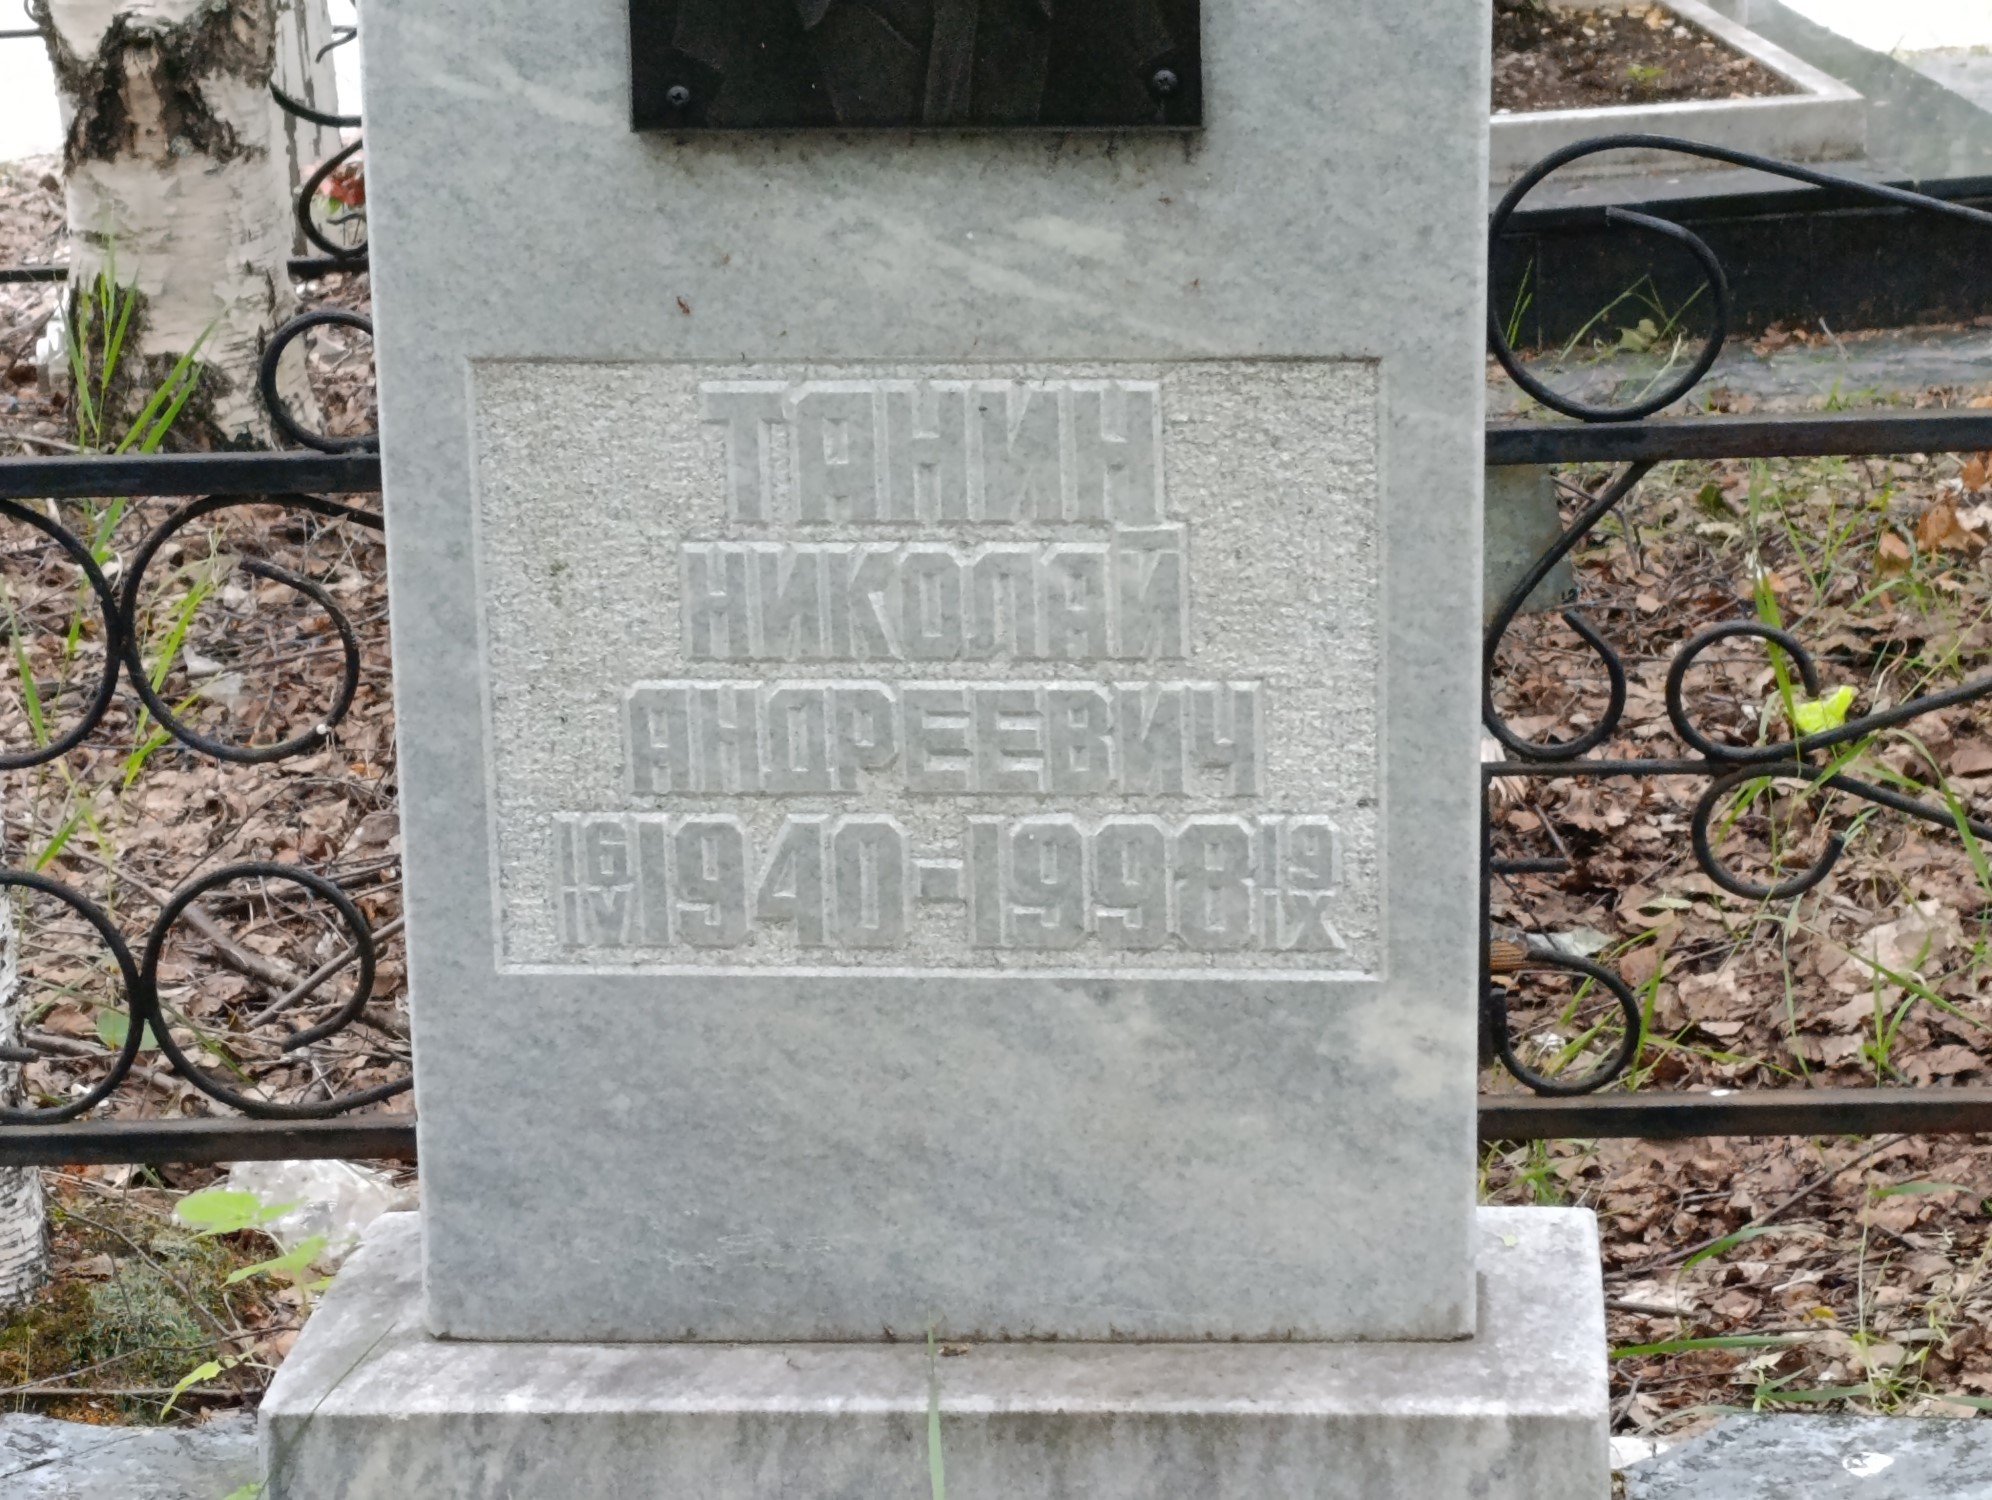 ТАНИН
НИКОЛАЙ
АНДРЕЕВИЧ
16/IV 1940-1998 19/IX